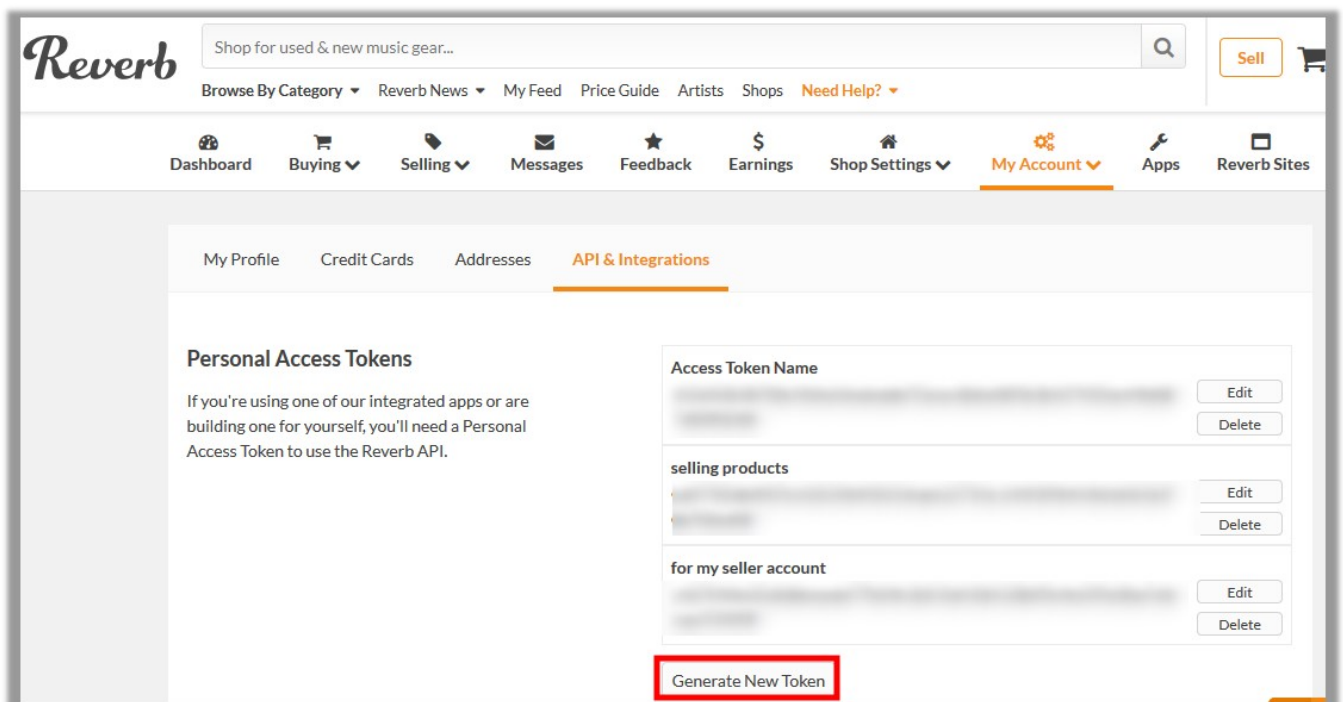 Reverb
Shop for used & new music gear...
Sell
Browse By Category Reverb News My Feed Price Guide Artists Shops Need Help?
Dashboard Buying Selling Messages Feedback Earnings Shop Settings My Account Apps Reverb Sites
My Profile Credit Cards Addresses API & Integrations
Personal Access Tokens
If you're using one of our integrated apps or are
building one for yourself, you'll need a Personal
Access Token to use the Reverb API.
Access Token Name
Edit
Delete
selling products
Edit
Delete
for my seller account
Edit
Delete
Generate New Token